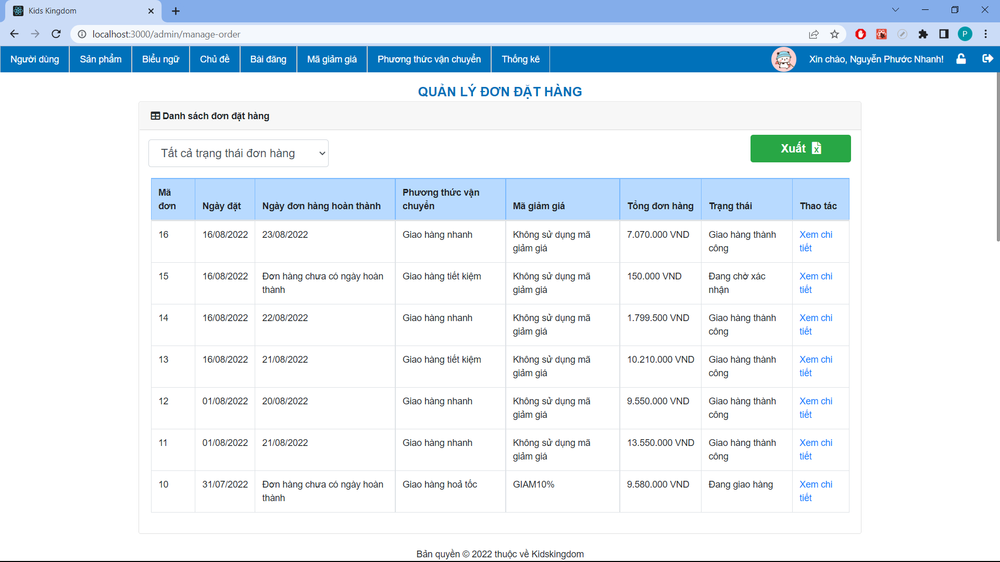 Kids Kingdom
localhost:3000/admin/manage-order
P
Người dùng
Sản phẩm
Biểu ngữ
Chủ đề
Bài đăng
Mã giảm giá
Phương thức vận chuyển
Thống kê
Xin chào, Nguyễn Phước Nhanh!
QUẢN LÝ ĐƠN ĐẶT HÀNG
Danh sách đơn đặt hàng
Tất cả trạng thái đơn hàng
Xuất
Mã đơn
Ngày đặt
Ngày đơn hàng hoàn thành
Phương thức vận chuyển
Mã giảm giá
Tổng đơn hàng
Trạng thái
Thao tác
16
16/08/2022
23/08/2022
Giao hàng nhanh
Không sử dụng mã giảm giá
7.070.000 VND
Giao hàng thành công
Xem chi tiết
15
16/08/2022
Đơn hàng chưa có ngày hoàn thành
Giao hàng tiết kiệm
Không sử dụng mã giảm giá
150.000 VND
Đang chờ xác nhận
Xem chi tiết
14
16/08/2022
22/08/2022
Giao hàng nhanh
Không sử dụng mã giảm giá
1.799.500 VND
Giao hàng thành công
Xem chi tiết
13
16/08/2022
21/08/2022
Giao hàng tiết kiệm
Không sử dụng mã giảm giá
10.210.000 VND
Giao hàng thành công
Xem chi tiết
12
01/08/2022
20/08/2022
Giao hàng nhanh
Không sử dụng mã giảm giá
9.550.000 VND
Giao hàng thành công
Xem chi tiết
11
01/08/2022
21/08/2022
Giao hàng nhanh
Không sử dụng mã giảm giá
13.550.000 VND
Giao hàng thành công
Xem chi tiết
10
31/07/2022
Đơn hàng chưa có ngày hoàn thành
Giao hàng hoả tốc
GIAM10%
9.580.000 VND
Đang giao hàng
Xem chi tiết
Bản quyền © 2022 thuộc về Kidskingdom